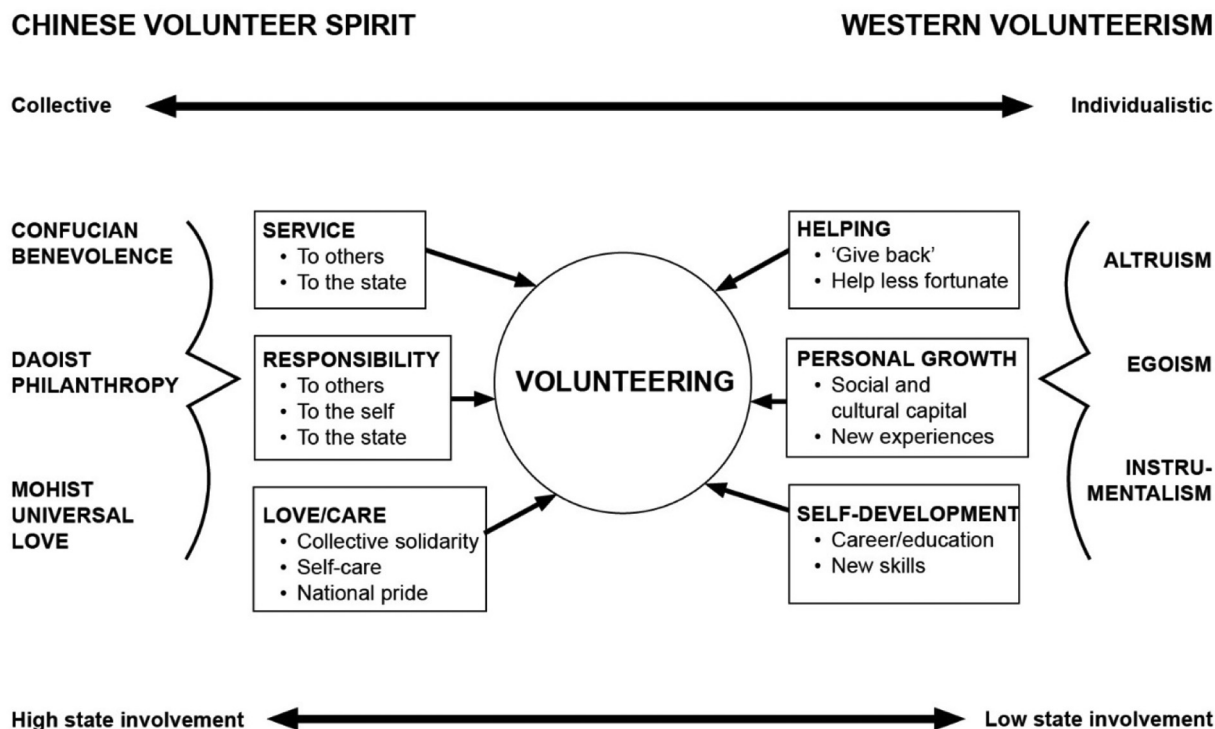 CHINESE VOLUNTEER SPIRIT
WESTERN VOLUNTEERISM
Collective
Individualistic
CONFUCIAN
BENEVOLENCE
DAOIST
PHILANTHROPY
MOHIST
UNIVERSAL
LOVE
SERVICE
• To others
• To the state
RESPONSIBILITY
• To others
• To the self
• To the state
LOVE/CARE
• Collective solidarity
• Self-care
• National pride
VOLUNTEERING
HELPING
• ‘Give back’
• Help less fortunate
PERSONAL GROWTH
• Social and
cultural capital
• New experiences
SELF-DEVELOPMENT
• Career/education
• New skills
ALTRUISM
EGOISM
INSTRU-
MENTALISM
High state involvement
Low state involvement